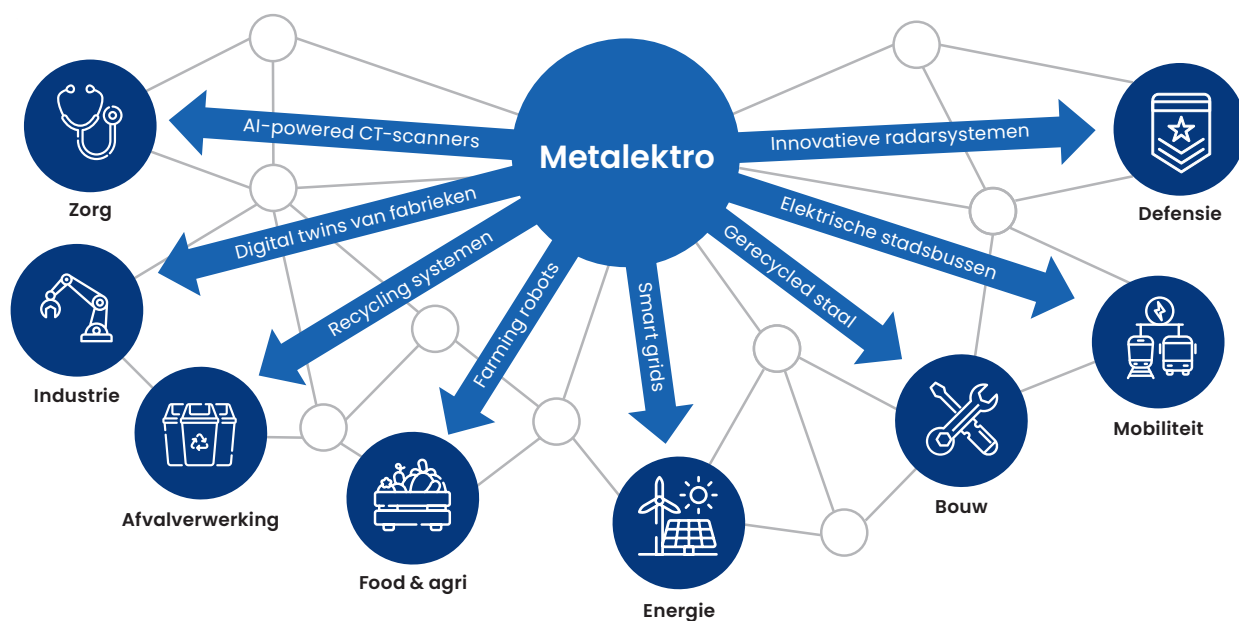 Metalektro
AI-powered CT-scanners
Innovatieve radarsystemen
Zorg
Defensie
Digital twins van fabrieken
Elektrische stadsbussen
Recycling systemen
Gerecycled staal
Farming robots
Smart grids
Industrie
Mobiliteit
Afvalverwerking
Bouw
Food & agri
Energie